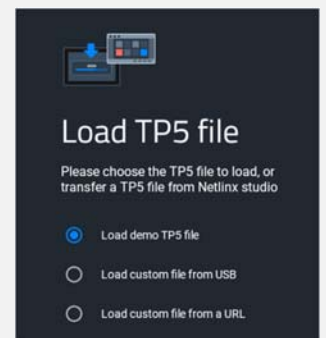 Load TP5 file
Please choose the TP5 file to load, or
transfer a TP5 file from Netlinx studio
Load demo TP5 file
Load custom file from USB
Load custom file from a URL